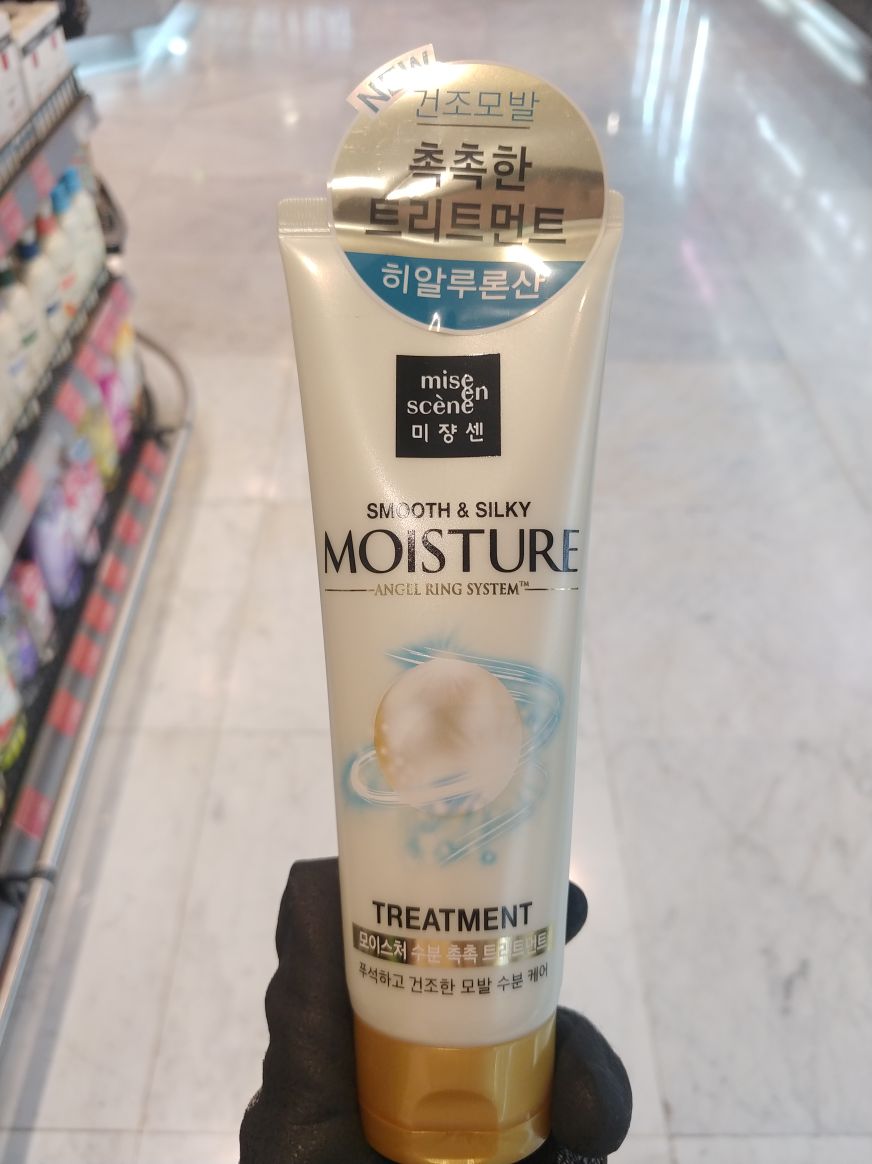 NEW
건조모발
촉촉한
트리트먼트
히알루론산
mise
en
scène
미쟝센
SMOOTH & SILKY
MOISTURE
ANGEL RING SYSTEM™
TREATMENT
모이스처 수분 촉촉 트리트먼트
푸석하고 건조한 모발 수분 케어